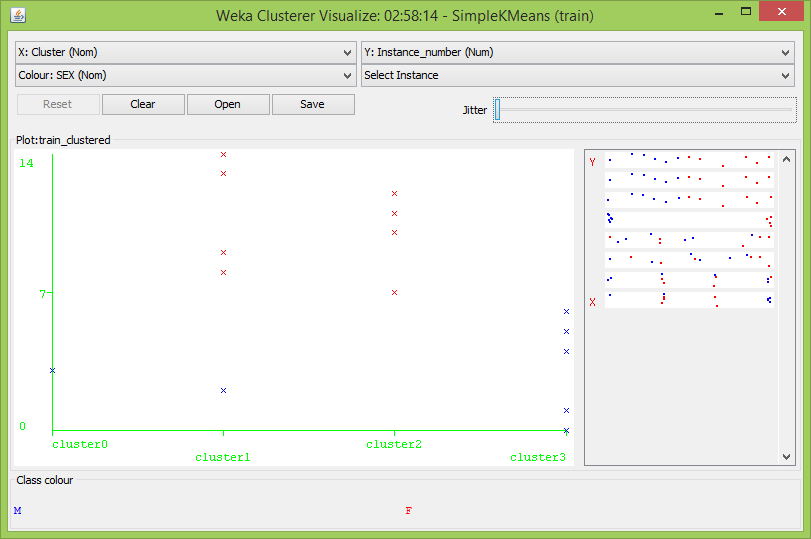 Weka Clusterer Visualize: 02:58:14 - SimpleKMeans (train)
X: Cluster (Nom)
Y: Instance_number (Num)
Colour: SEX (Nom)
Select Instance
Reset
Clear
Open
Save
Jitter
Plot:train_clustered
14
7
0
cluster0
cluster1
cluster2
cluster3
Y
X
Class colour
M
F